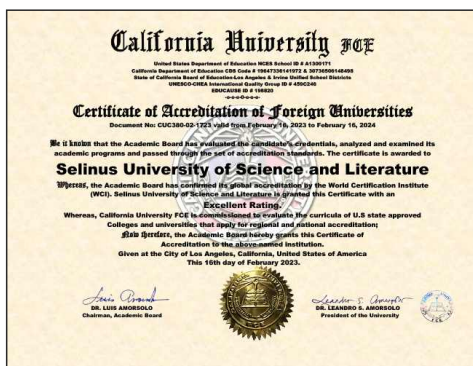 California University FCE
United States Department of Education NCES School ID # A1300171
California Department of Education CDS Code # 19647336141972 & 30736506148498
State of California Board of Education-Los Angeles & Irvine Unified School Districts
UNESCO-CHEA International Quality Group ID # 450C246
EDUCAUSE ID # 196820
Certificate of Accreditation of Foreign Universities
Document No: CUC380-02-1723 valid from February 16, 2023 to February 16, 2024
Be it known that the Academic Board has evaluated the candidate's credentials, analyzed and examined its
academic programs and passed through the set of accreditation standards. The certificate is awarded to
Selinus University of Science and Literature
Whereas, the Academic Board has confirmed its global accreditation by the World Certification Institute
(WCI). Selinus University of Science and Literature is granted this Certificate with an
Excellent Rating.
Whereas, California University FCE is commissioned to evaluate the curricula of U.S state approved
Colleges and universities that apply for regional and national accreditation;
Now therefore, the Academic Board hereby grants this Certificate of
Accreditation to the above-named institution.
Given at the City of Los Angeles, California, United States of America
This 16th day of February 2023.
DR. LUIS AMORSOLO
Chairman, Academic Board
DR. LEANDRO S. AMORSOLO
President of the University